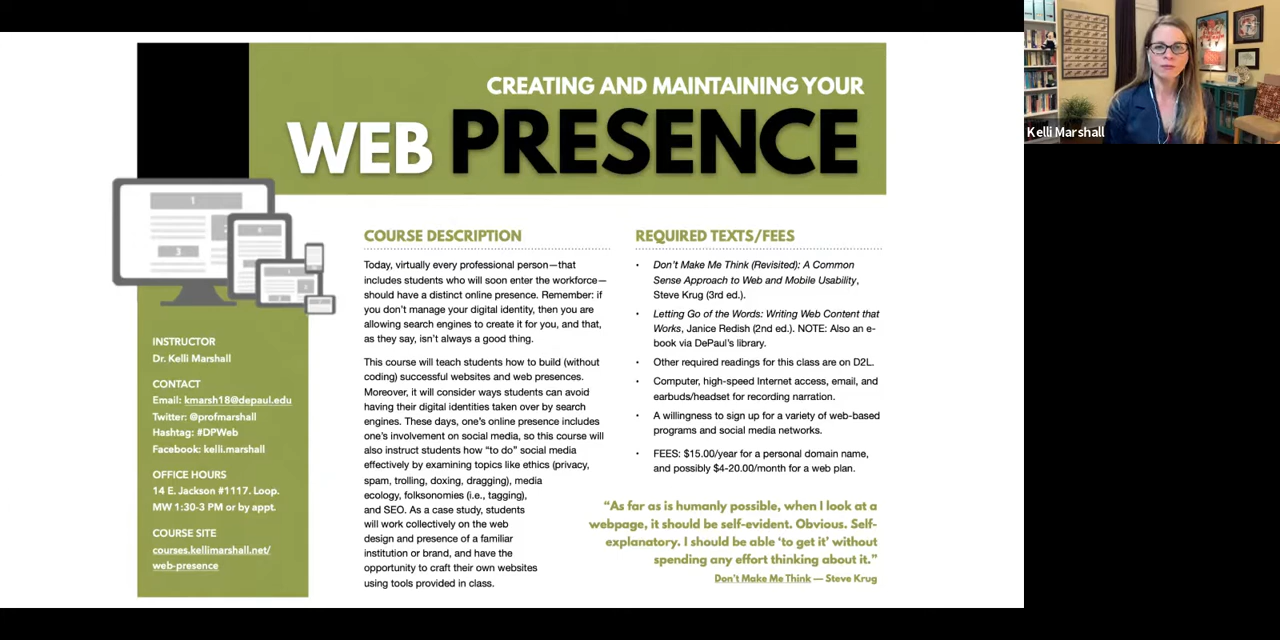 CREATING AND MAINTAINING YOUR
WEB PRESENCE
1
2
3
INSTRUCTOR
Dr. Kelli Marshall
CONTACT
Email: kmarsh18@depaul.edu
Twitter: @profmarshall
Hashtag: #DPWeb
Facebook: kelli.marshall
OFFICE HOURS
14 E. Jackson #1117. Loop.
MW 1:30-3 PM or by appt.
COURSE SITE
courses.kellimarshall.net/
web-presence
COURSE DESCRIPTION
Today, virtually every professional person—that
includes students who will soon enter the workforce—
should have a distinct online presence. Remember: if
you don't manage your digital identity, then you are
allowing search engines to create it for you, and that,
as they say, isn't always a good thing.
This course will teach students how to build (without
coding) successful websites and web presences.
Moreover, it will consider ways students can avoid
having their digital identities taken over by search
engines. These days, one's online presence includes
one's involvement on social media, so this course will
also instruct students how "to do" social media
effectively by examining topics like ethics (privacy,
spam, trolling, doxing, dragging), media
ecology, folksonomies (i.e., tagging),
and SEO. As a case study, students
will work collectively on the web
design and presence of a familiar
institution or brand, and have the
opportunity to craft their own websites
using tools provided in class.
REQUIRED TEXTS/FEES
• Don't Make Me Think (Revisited): A Common
Sense Approach to Web and Mobile Usability,
Steve Krug (3rd ed.).
• Letting Go of the Words: Writing Web Content that
Works, Janice Redish (2nd ed.). NOTE: Also an e-
book via DePaul's library.
• Other required readings for this class are on D2L.
• Computer, high-speed Internet access, email, and
earbuds/headset for recording narration.
• A willingness to sign up for a variety of web-based
programs and social media networks.
• FEES: $15.00/year for a personal domain name,
and possibly $4-20.00/month for a web plan.
"As far as is humanly possible, when I look at a
webpage, it should be self-evident. Obvious. Self-
explanatory. I should be able 'to get it' without
spending any effort thinking about it."
Don't Make Me Think — Steve Krug
Kelli Marshall